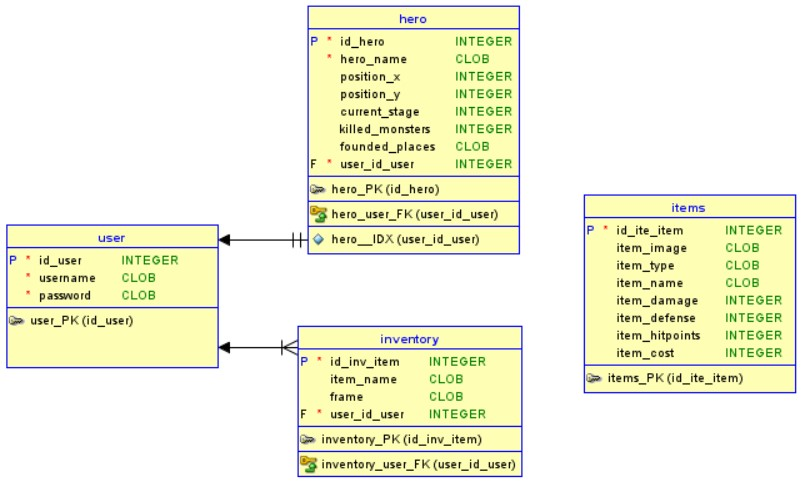 hero
P * id_hero INTEGER
* hero_name CLOB
position_x INTEGER
position_y INTEGER
current_stage INTEGER
killed_monsters INTEGER
founded_places CLOB
F * user_id_user INTEGER
hero_PK (id_hero)
hero_user_FK (user_id_user)
hero__IDX (user_id_user)
user
P * id_user INTEGER
* username CLOB
* password CLOB
user_PK (id_user)
inventory
P * id_inv_item INTEGER
item_name CLOB
frame CLOB
F * user_id_user INTEGER
inventory_PK (id_inv_item)
inventory_user_FK (user_id_user)
items
P * id_ite_item INTEGER
item_image CLOB
item_type CLOB
item_name CLOB
item_damage INTEGER
item_defense INTEGER
item_hitpoints INTEGER
item_cost INTEGER
items_PK (id_ite_item)